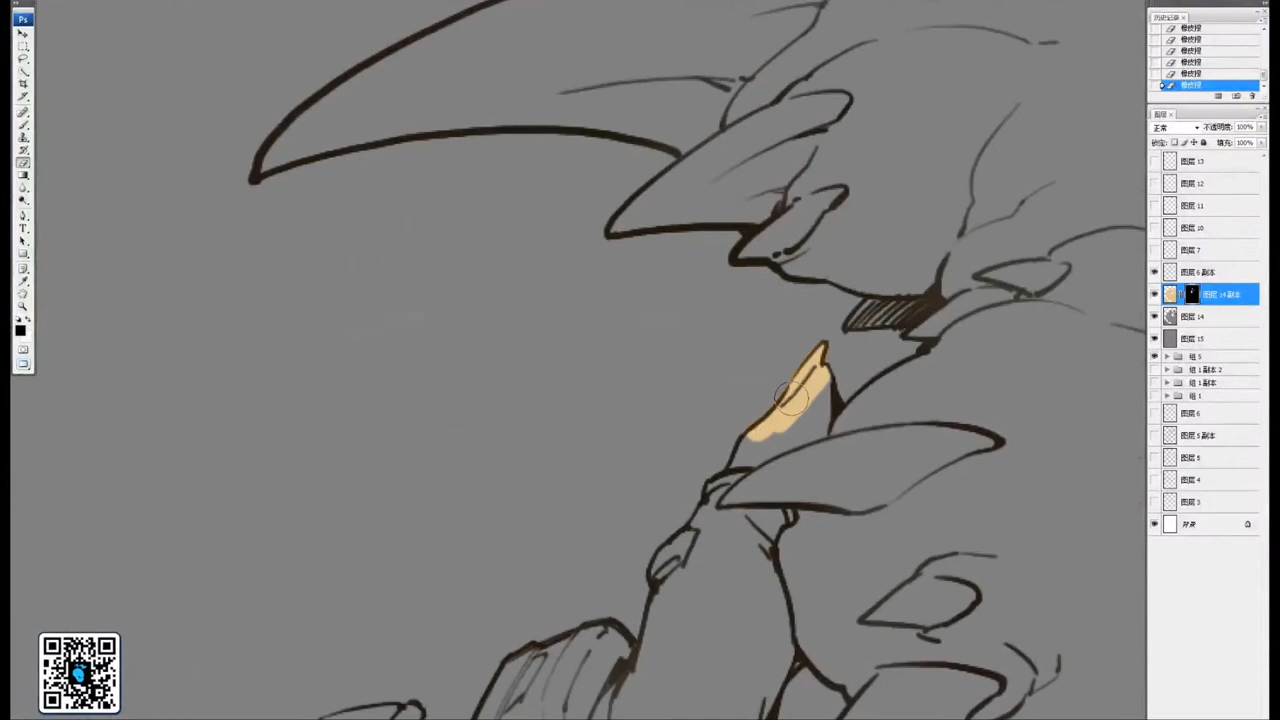 Ps
历史记录
橡皮擦
橡皮擦
橡皮擦
橡皮擦
橡皮擦
橡皮擦
图层
正常
不透明度: 100%
锁定:
填充: 100%
图层 13
图层 12
图层 11
图层 10
图层 7
图层 6 副本
图层 14 副本
图层 14
图层 15
组 5
组 1 副本 2
组 1 副本
组 1
图层 6
图层 5 副本
图层 5
图层 4
图层 3
背景